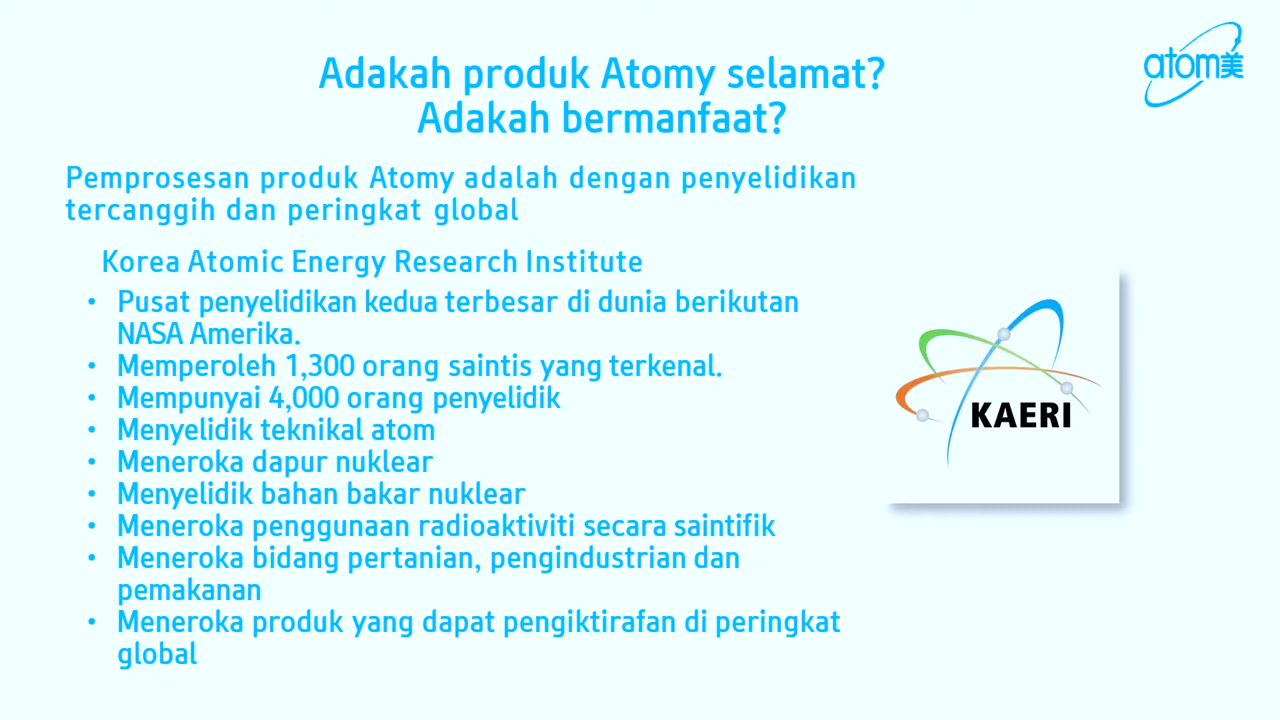 Adakah produk Atomy selamat?
Adakah bermanfaat?
atom美
Pemprosesan produk Atomy adalah dengan penyelidikan
tercanggih dan peringkat global
Korea Atomic Energy Research Institute
• Pusat penyelidikan kedua terbesar di dunia berikutan
NASA Amerika.
• Memperoleh 1,300 orang saintis yang terkenal.
• Mempunyai 4,000 orang penyelidik
• Menyelidik teknikal atom
• Meneroka dapur nuklear
• Menyelidik bahan bakar nuklear
• Meneroka penggunaan radioaktiviti secara saintifik
• Meneroka bidang pertanian, pengindustrian dan
pemakanan
• Meneroka produk yang dapat pengiktirafan di peringkat
global
KAERI